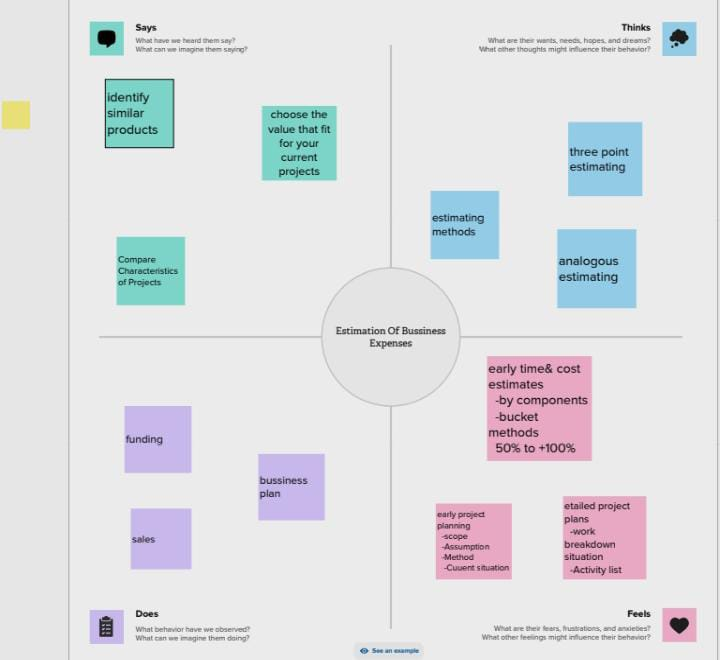 Says
What have we heard them say?
What can we imagine them saying?
Thinks
What are their wants, needs, hopes, and dreams?
What other thoughts might influence their behavior?
identify
similar
products
choose the
value that fit
for your
current
projects
Compare
Characteristics
of Projects
three point
estimating
estimating
methods
analogous
estimating
Estimation Of Bussiness
Expenses
funding
bussiness
plan
sales
early time& cost
estimates
-by components
-bucket
methods
50% to +100%
early project
planning
-scope
-Assumption
-Method
-Cuuent situation
etailed project
plans
-work
breakdown
situation
-Activity list
Does
What behavior have we observed?
What can we imagine them doing?
Feels
What are their fears, frustrations, and anxieties?
What other feelings might influence their behavior?
See an example